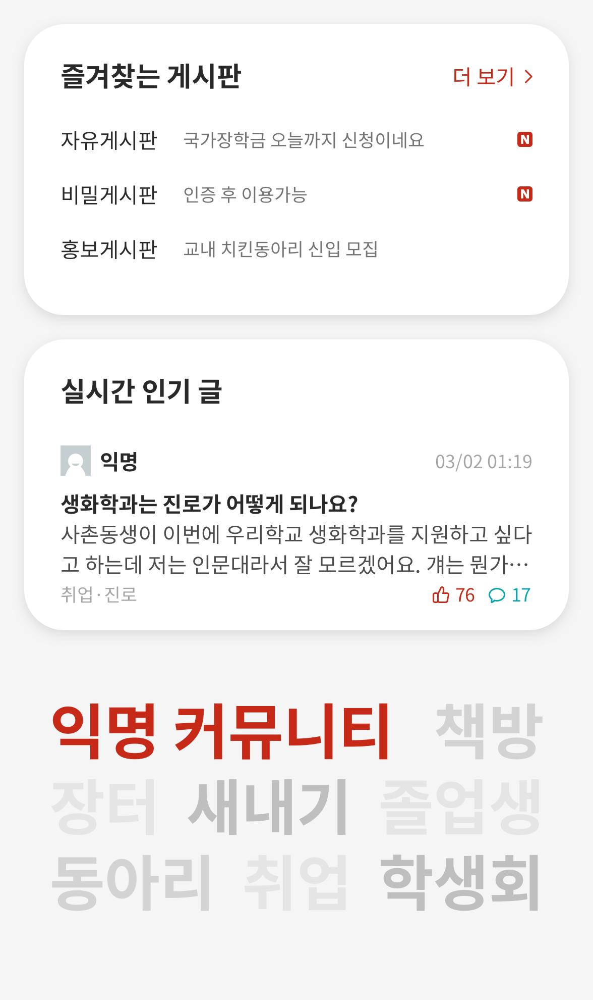 즐겨찾는 게시판 더 보기 >
자유게시판 국가장학금 오늘까지 신청이네요 N
비밀게시판 인증 후 이용가능 N
홍보게시판 교내 치킨동아리 신입 모집
실시간 인기 글
익명 03/02 01:19
생화학과는 진로가 어떻게 되나요?
사촌동생이 이번에 우리학교 생화학과를 지원하고 싶다
고 하는데 저는 인문대라서 잘 모르겠어요. 걔는 뭔가…
취업·진로 76 17
익명 커뮤니티 책방
장터 새내기 졸업생
동아리 취업 학생회